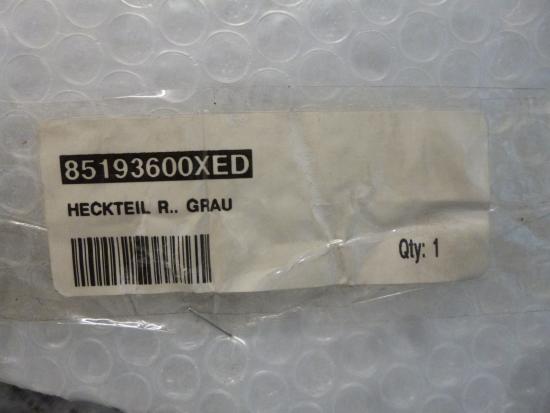 85193600XED
HECKTEIL R.. GRAU
Qty: 1